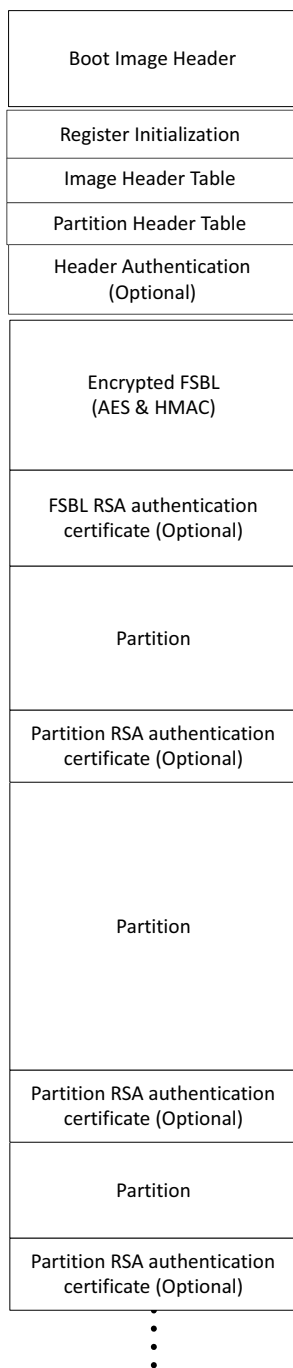 Boot Image Header
Register Initialization
Image Header Table
Partition Header Table
Header Authentication
(Optional)
Encrypted FSBL
(AES & HMAC)
FSBL RSA authentication
certificate (Optional)
Partition
Partition RSA authentication
certificate (Optional)
Partition
Partition RSA authentication
certificate (Optional)
Partition
Partition RSA authentication
certificate (Optional)